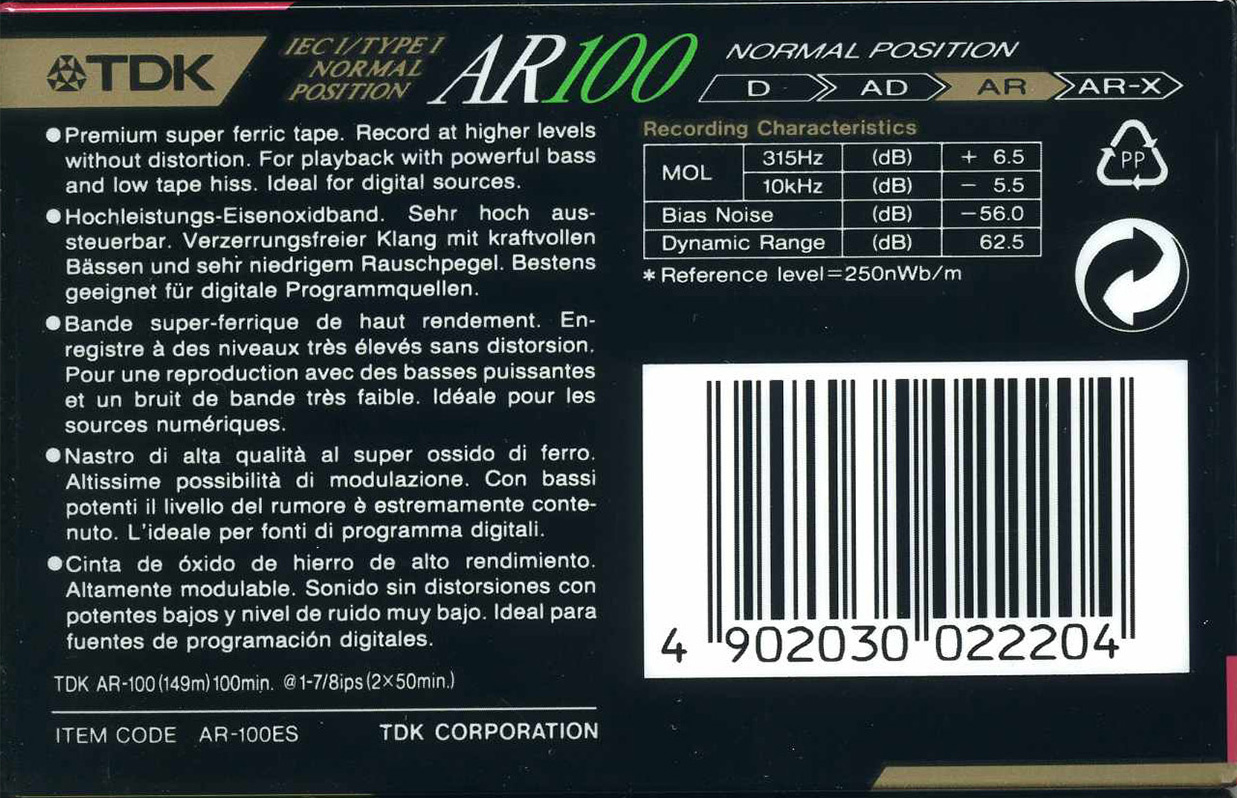 TDK
IEC I/TYPE I
NORMAL
POSITION
AR100
NORMAL POSITION
D AD AR AR-X
●Premium super ferric tape. Record at higher levels
without distortion. For playback with powerful bass
and low tape hiss. Ideal for digital sources.
●Hochleistungs-Eisenoxidband. Sehr hoch aus-
steuerbar. Verzerrungsfreier Klang mit kraftvollen
Bässen und sehr niedrigem Rauschpegel. Bestens
geeignet für digitale Programmquellen.
●Bande super-ferrique de haut rendement. En-
registre à des niveaux très élevés sans distorsion.
Pour une reproduction avec des basses puissantes
et un bruit de bande très faible. Idéale pour les
sources numériques.
●Nastro di alta qualità al super ossido di ferro.
Altissime possibilità di modulazione. Con bassi
potenti il livello del rumore è estremamente conte-
nuto. L'ideale per fonti di programma digitali.
●Cinta de óxido de hierro de alto rendimiento.
Altamente modulable. Sonido sin distorsiones con
potentes bajos y nivel de ruido muy bajo. Ideal para
fuentes de programación digitales.
TDK AR-100 (149m) 100min. @1-7/8ips (2×50min.)
ITEM CODE AR-100ES TDK CORPORATION
Recording Characteristics
MOL 315Hz (dB) + 6.5
10kHz (dB) − 5.5
Bias Noise (dB) −56.0
Dynamic Range (dB) 62.5
* Reference level=250nWb/m
PP
4 902030 022204